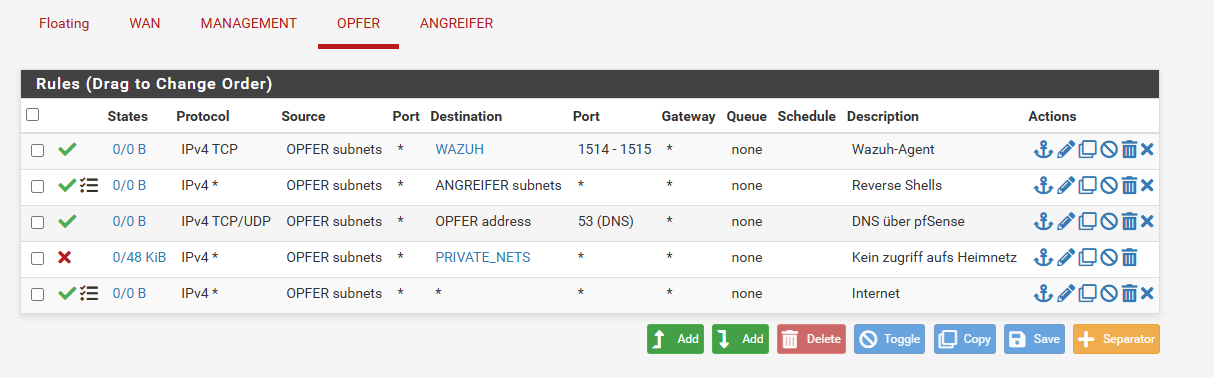 Floating WAN MANAGEMENT OPFER ANGREIFER
Rules (Drag to Change Order)
States Protocol Source Port Destination Port Gateway Queue Schedule Description Actions
0/0 B IPv4 TCP OPFER subnets * WAZUH 1514 - 1515 * none Wazuh-Agent
0/0 B IPv4 * OPFER subnets * ANGREIFER subnets * * none Reverse Shells
0/0 B IPv4 TCP/UDP OPFER subnets * OPFER address 53 (DNS) * none DNS über pfSense
0/48 KiB IPv4 * OPFER subnets * PRIVATE_NETS * * none Kein zugriff aufs Heimnetz
0/0 B IPv4 * OPFER subnets * * * * none Internet
Add Add Delete Toggle Copy Save Separator